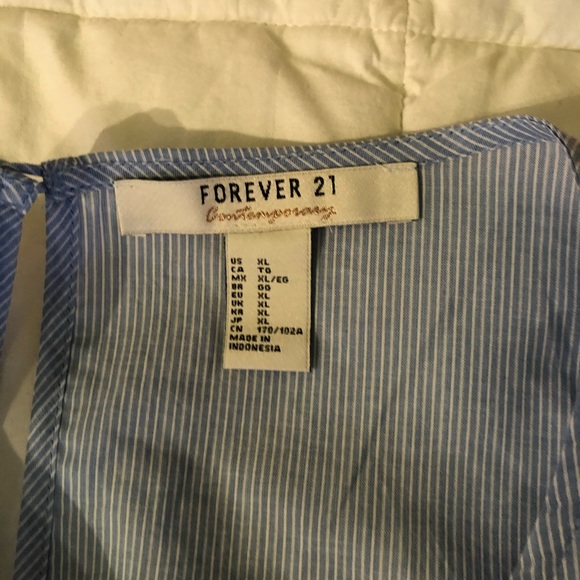 FOREVER 21
Contemporary
US XL
CA TG
MX XL/EG
BR GG
EU XL
UK XL
KR XL
JP XL
CN 170/102A
MADE IN
INDONESIA